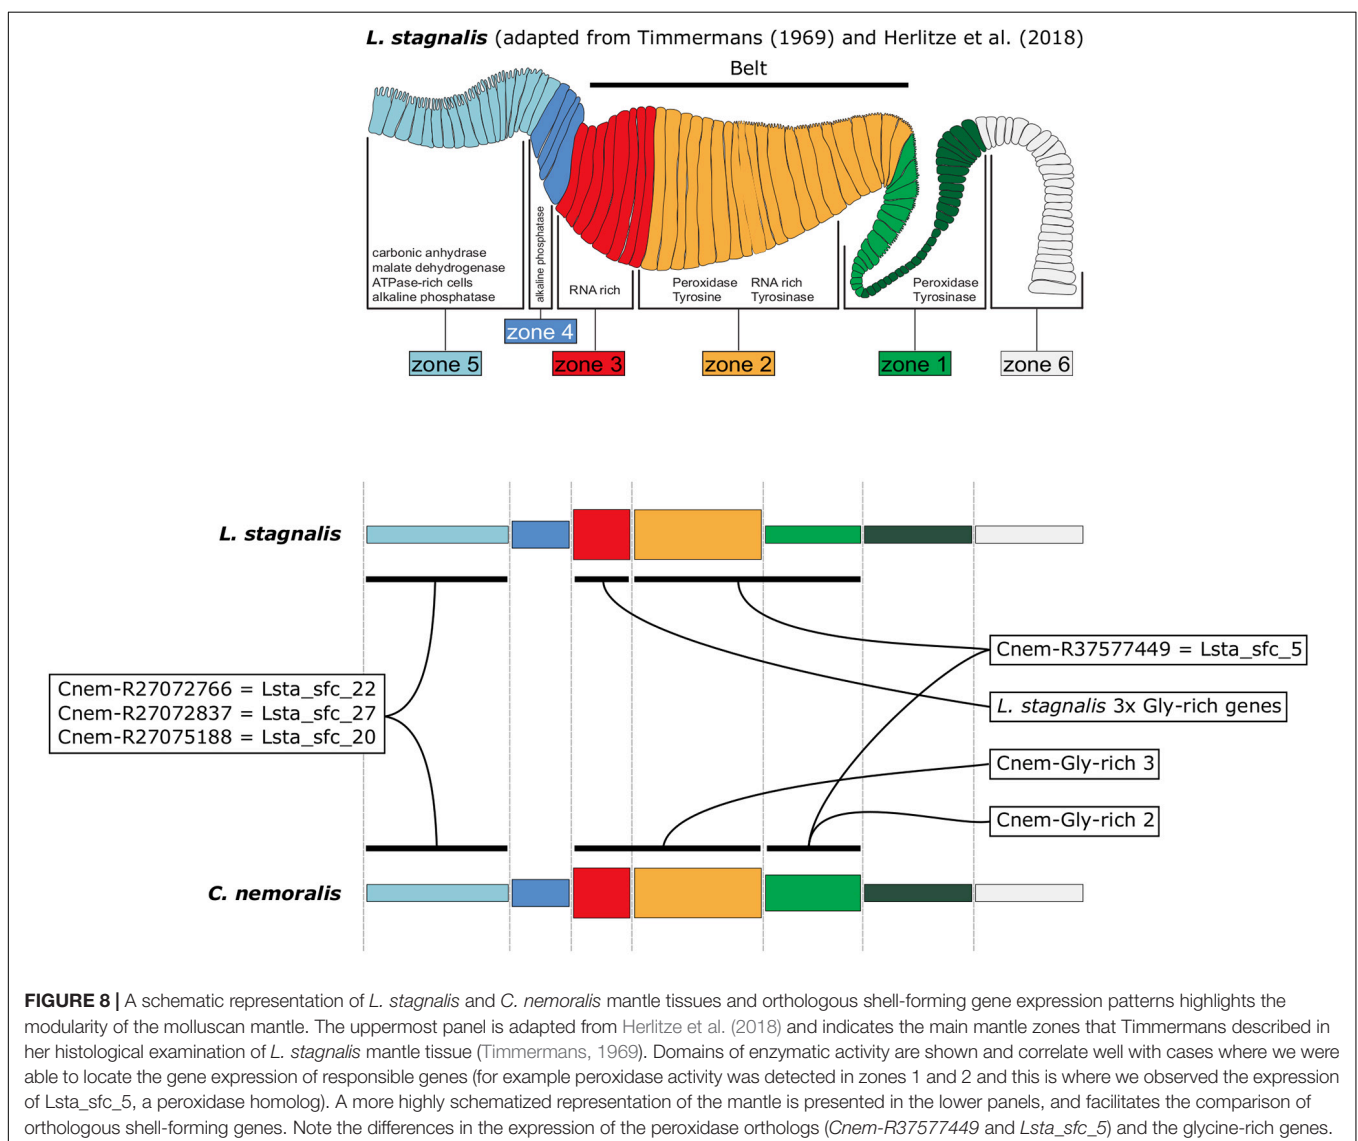 L. stagnalis (adapted from Timmermans (1969) and Herlitze et al. (2018)
Belt
carbonic anhydrase
malate dehydrogenase
ATPase-rich cells
alkaline phosphatase
alkaline phosphatase
RNA rich
Peroxidase
Tyrosine
RNA rich
Tyrosinase
Peroxidase
Tyrosinase
zone 5
zone 4
zone 3
zone 2
zone 1
zone 6
L. stagnalis
Cnem-R27072766 = Lsta_sfc_22
Cnem-R27072837 = Lsta_sfc_27
Cnem-R27075188 = Lsta_sfc_20
Cnem-R37577449 = Lsta_sfc_5
L. stagnalis 3x Gly-rich genes
Cnem-Gly-rich 3
Cnem-Gly-rich 2
C. nemoralis
FIGURE 8 | A schematic representation of L. stagnalis and C. nemoralis mantle tissues and orthologous shell-forming gene expression patterns highlights the
modularity of the molluscan mantle. The uppermost panel is adapted from Herlitze et al. (2018) and indicates the main mantle zones that Timmermans described in
her histological examination of L. stagnalis mantle tissue (Timmermans, 1969). Domains of enzymatic activity are shown and correlate well with cases where we were
able to locate the gene expression of responsible genes (for example peroxidase activity was detected in zones 1 and 2 and this is where we observed the expression
of Lsta_sfc_5, a peroxidase homolog). A more highly schematized representation of the mantle is presented in the lower panels, and facilitates the comparison of
orthologous shell-forming genes. Note the differences in the expression of the peroxidase orthologs (Cnem-R37577449 and Lsta_sfc_5) and the glycine-rich genes.